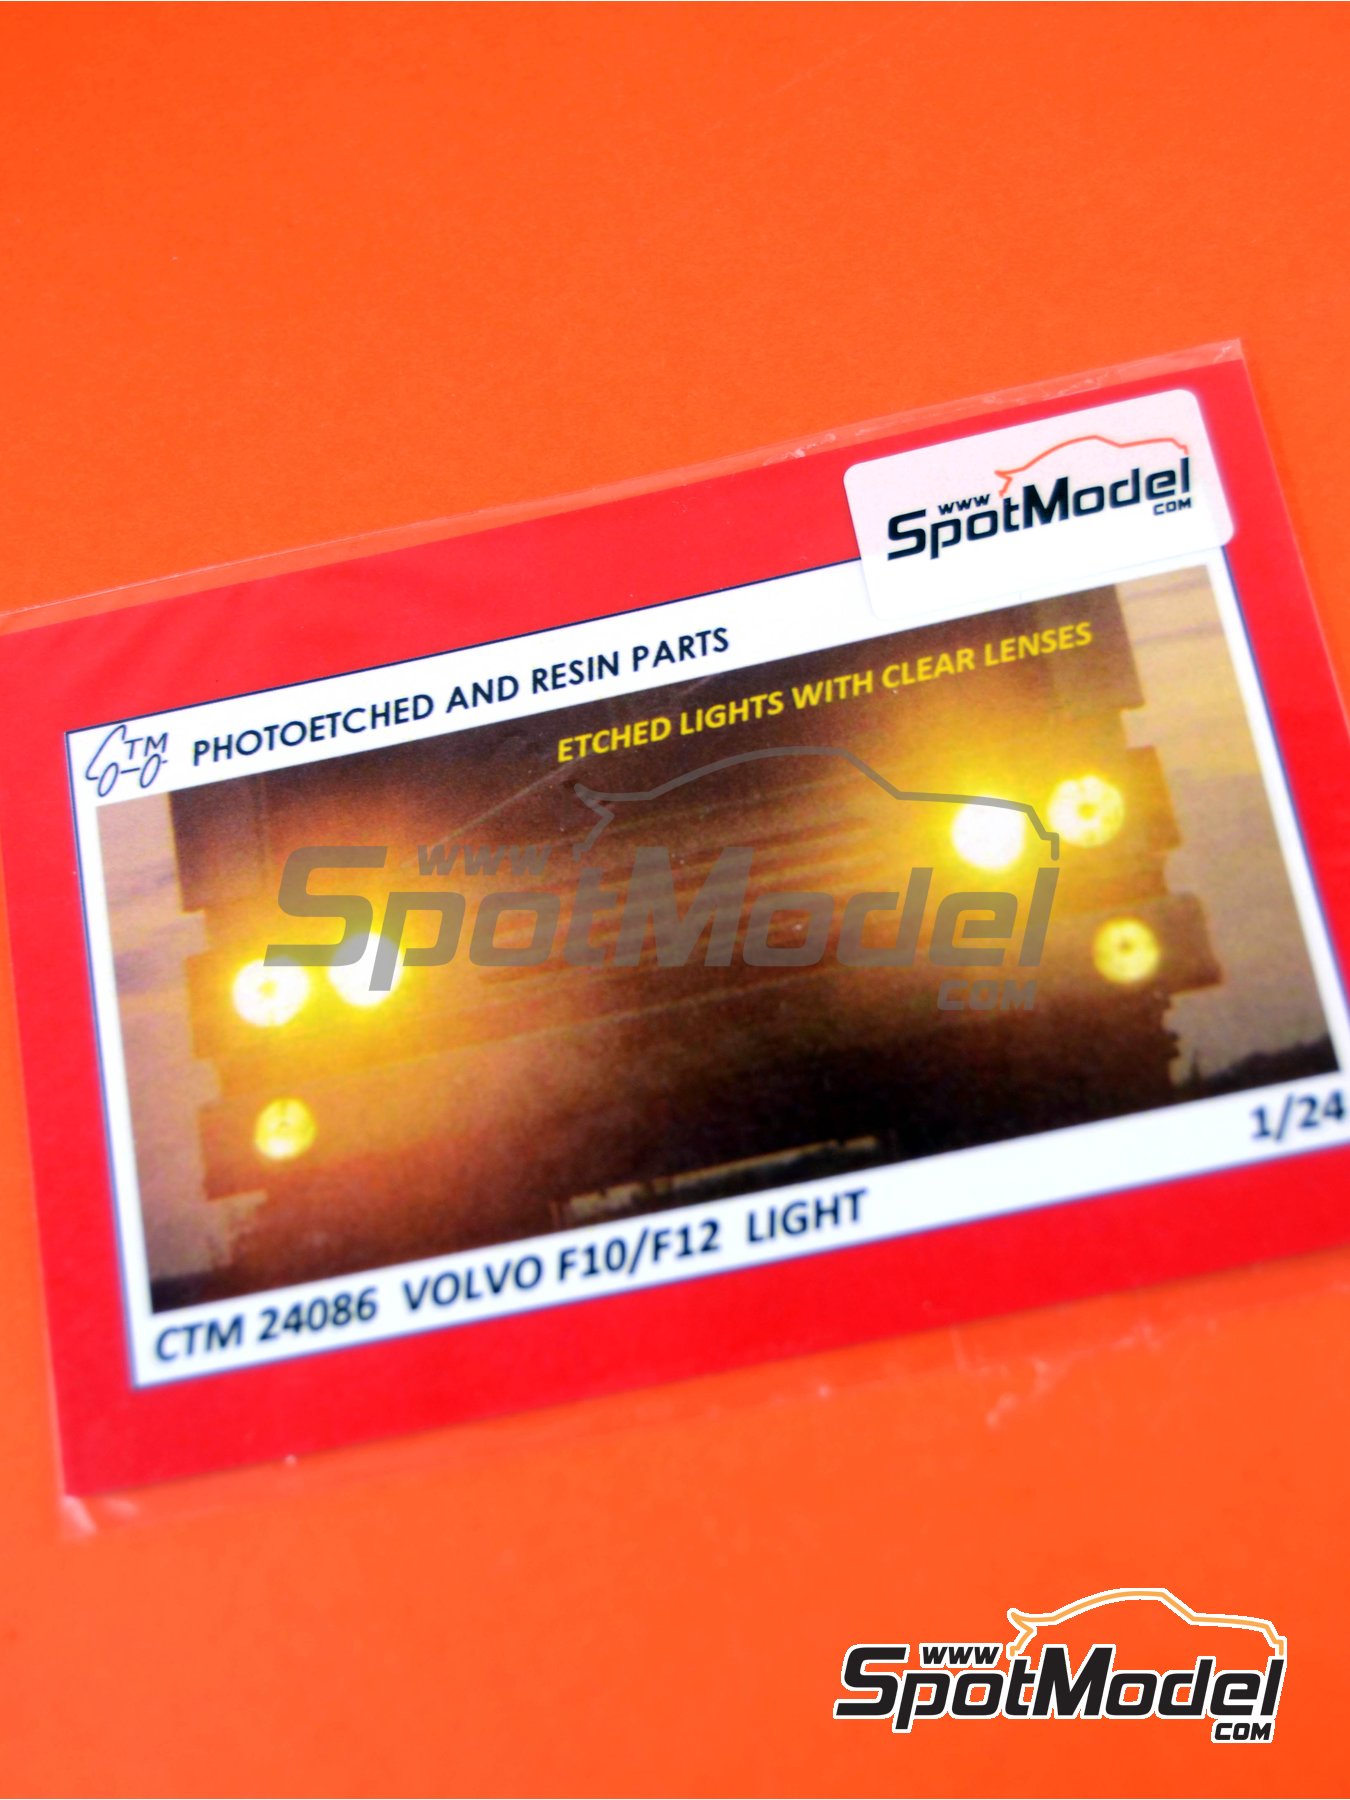 www
SpotModel
COM
CTM
PHOTOETCHED AND RESIN PARTS
ETCHED LIGHTS WITH CLEAR LENSES
www
SpotModel
COM
1/24
CTM 24086 VOLVO F10/F12 LIGHT
www
SpotModel
COM